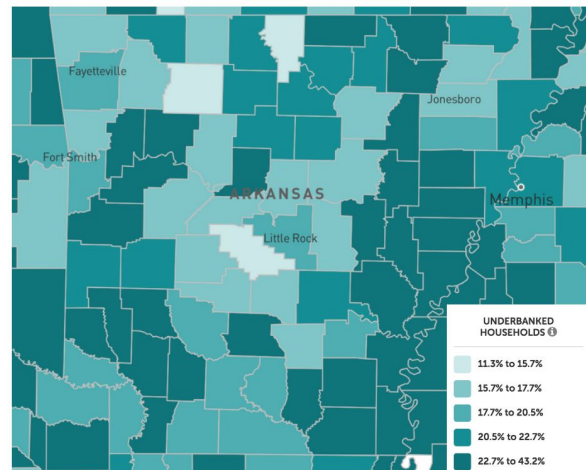 Fayetteville
Jonesboro
Fort Smith
ARKANSAS
Memphis
Little Rock
UNDERBANKED
HOUSEHOLDS
11.3% to 15.7%
15.7% to 17.7%
17.7% to 20.5%
20.5% to 22.7%
22.7% to 43.2%